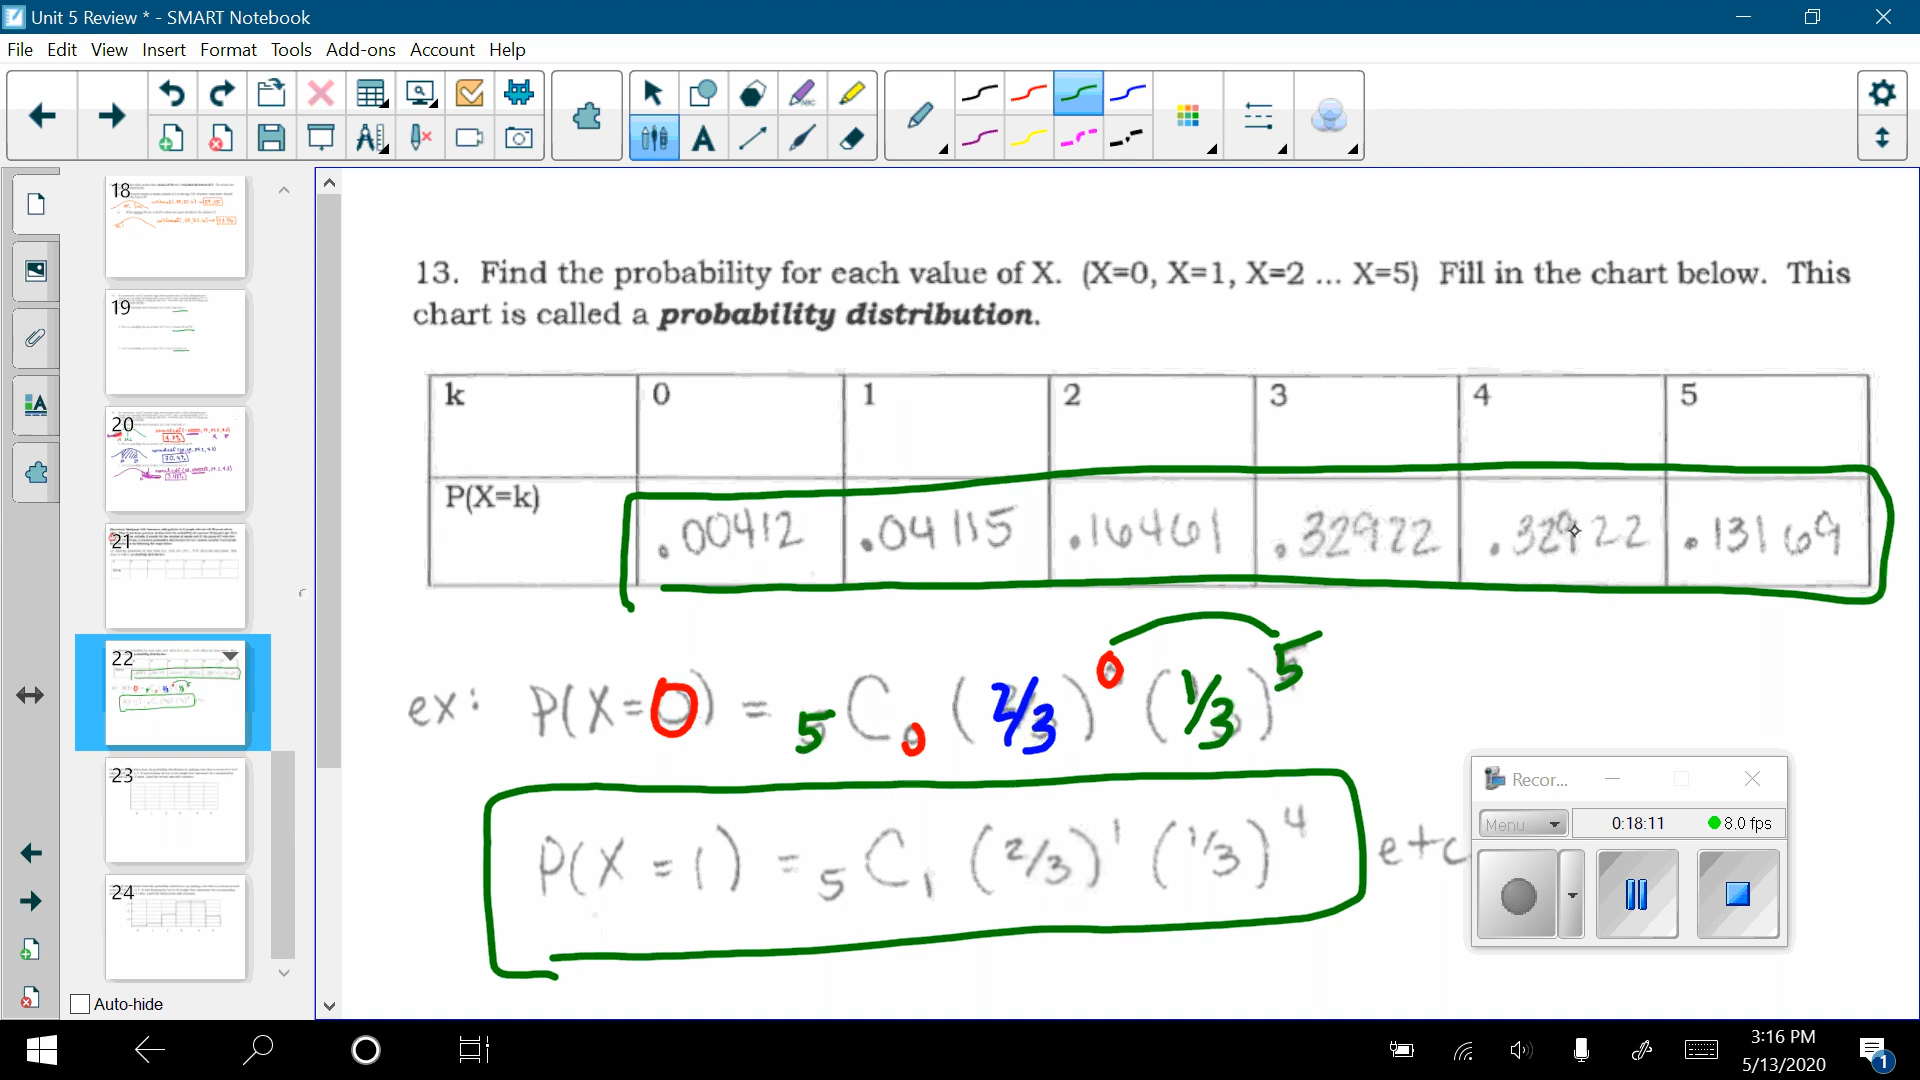 Unit 5 Review * - SMART Notebook
File Edit View Insert Format Tools Add-ons Account Help
18
19
20
21
22
23
24
Auto-hide
13. Find the probability for each value of X. (X=0, X=1, X=2 ... X=5) Fill in the chart below. This
chart is called a probability distribution.
k 0 1 2 3 4 5
P(X=k) .00412 .04115 .16461 .32922 .32922 .13169
ex: P(X=0) = 5C0 (2/3)^0 (1/3)^5
P(X=1) = 5C1 (2/3)^1 (1/3)^4 etc.
Recor...
Menu 0:18:11 8.0 fps
3:16 PM
5/13/2020
1